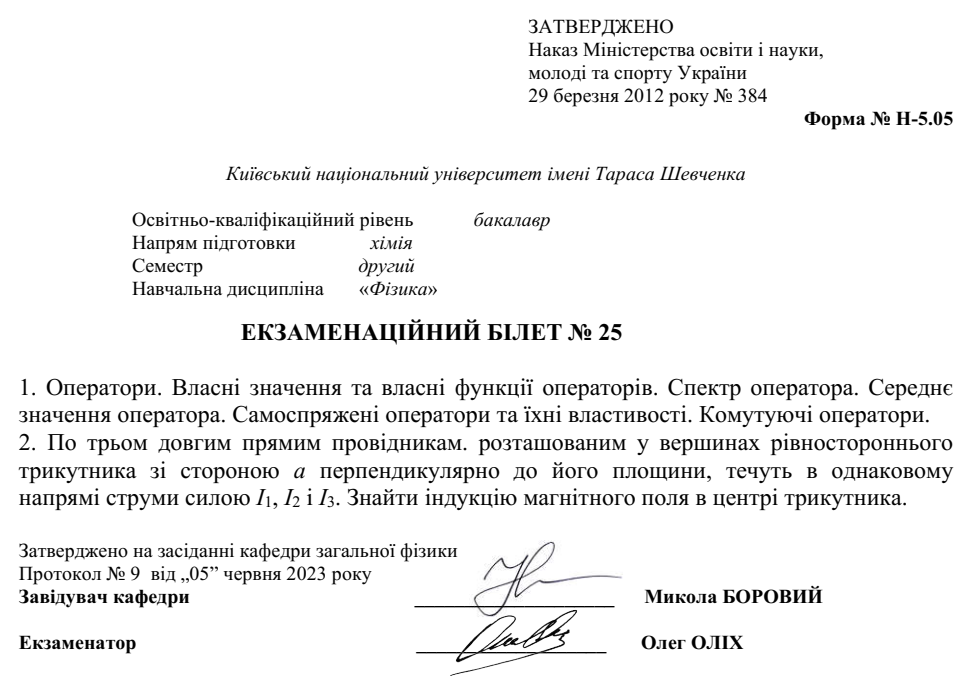 ЗАТВЕРДЖЕНО
Наказ Міністерства освіти і науки,
молоді та спорту України
29 березня 2012 року № 384
Форма № Н-5.05
Київський національний університет імені Тараса Шевченка
Освітньо-кваліфікаційний рівень бакалавр
Напрям підготовки хімія
Семестр другий
Навчальна дисципліна «Фізика»
ЕКЗАМЕНАЦІЙНИЙ БІЛЕТ № 25
1. Оператори. Власні значення та власні функції операторів. Спектр оператора. Середнє
значення оператора. Самоспряжені оператори та їхні властивості. Комутуючі оператори.
2. По трьом довгим прямим провідникам. розташованим у вершинах рівностороннього
трикутника зі стороною a перпендикулярно до його площини, течуть в однаковому
напрямі струми силою I₁, I₂ і I₃. Знайти індукцію магнітного поля в центрі трикутника.
Затверджено на засіданні кафедри загальної фізики
Протокол № 9 від „05” червня 2023 року
Завідувач кафедри Микола БОРОВИЙ
Екзаменатор Олег ОЛІХ